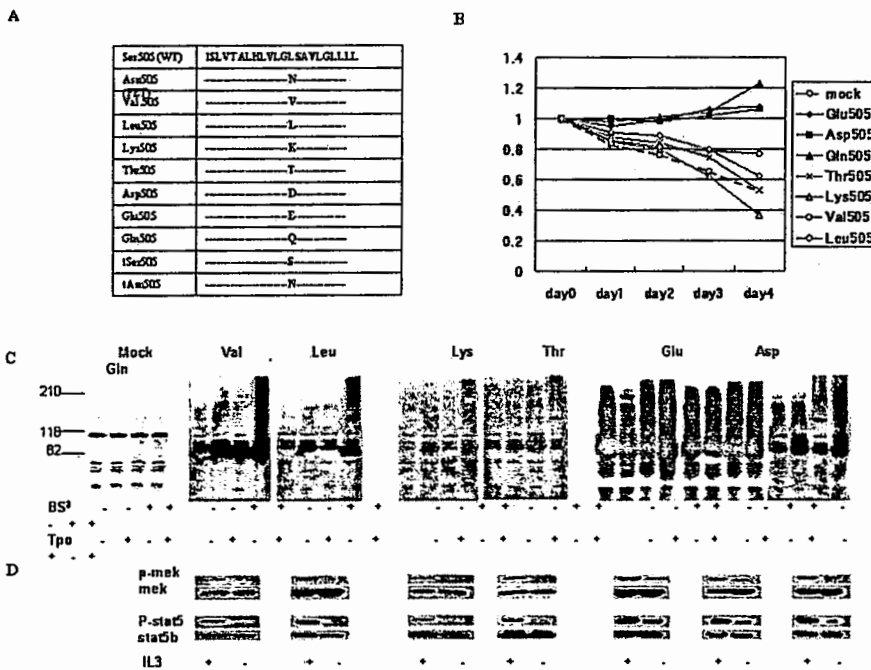 A
B
Ser505 (WT) ISLVTALHLVLGLSAVLGLLLL
Asn505 N
Val505 V
Leu505 L
Lys505 K
Thr505 T
Asp505 D
Glu505 E
Gln505 Q
tSer505 S
tAsn505 N
1.4
1.2
1
0.8
0.6
0.4
0.2
0
day0 day1 day2 day3 day4
mock
Glu505
Asp505
Gln505
Thr505
Lys505
Val505
Leu505
C
Mock Val Leu Lys Thr Glu Asp
Gln
210
118
82
BS³ - - + + - - + + - - + + - - + + - - + +
- + +
Tpo - + - + - + - + - + - + - + - + - + - +
+ - +
D
p-mek
mek
P-stat5
stat5b
IL3 + - + - + - + - + - + - + -